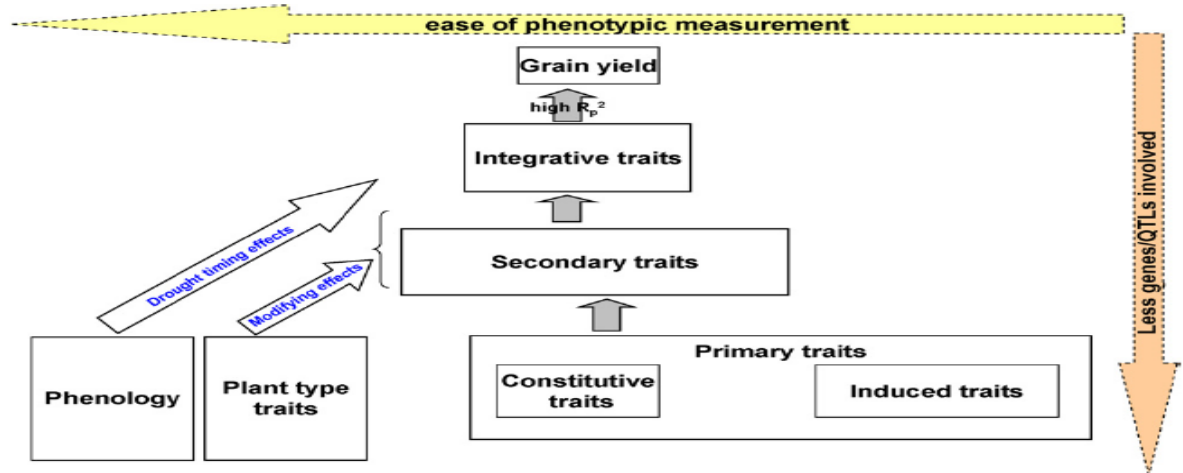 ease of phenotypic measurement
Grain yield
high Rp²
Integrative traits
Drought timing effects
Modifying effects
Secondary traits
Less genes/QTLs involved
Phenology
Plant type
traits
Primary traits
Constitutive
traits
Induced traits